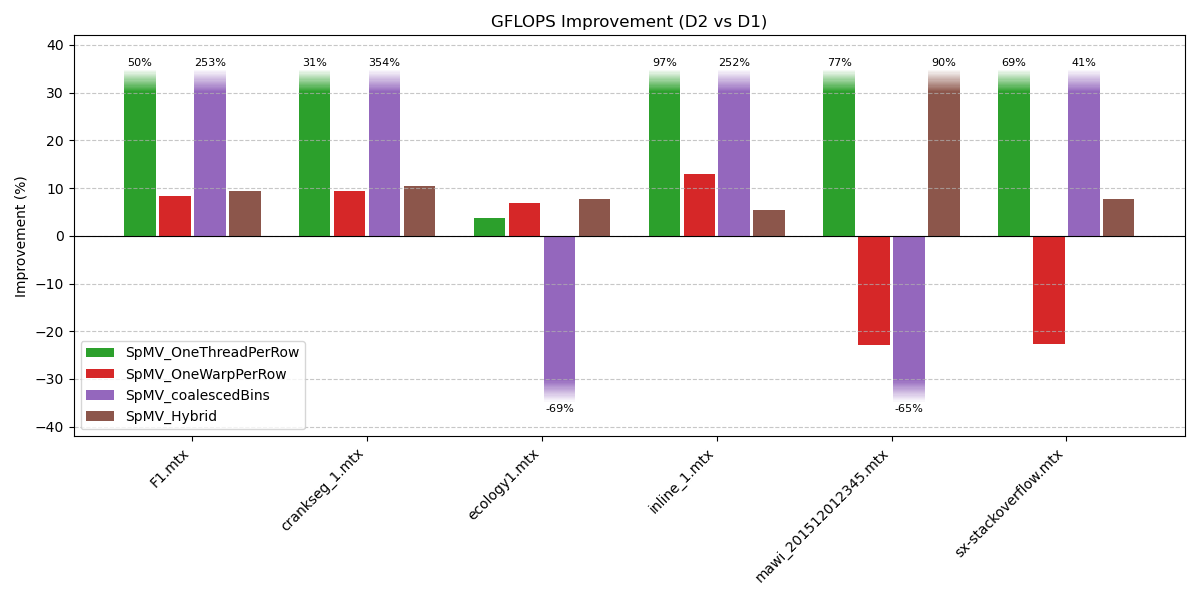 GFLOPS Improvement (D2 vs D1)
Improvement (%)
40
30
20
10
0
−10
−20
−30
−40
50%
253%
31%
354%
-69%
97%
252%
77%
-65%
90%
69%
41%
SpMV_OneThreadPerRow
SpMV_OneWarpPerRow
SpMV_coalescedBins
SpMV_Hybrid
F1.mtx
crankseg_1.mtx
ecology1.mtx
inline_1.mtx
mawi_201512012345.mtx
sx-stackoverflow.mtx